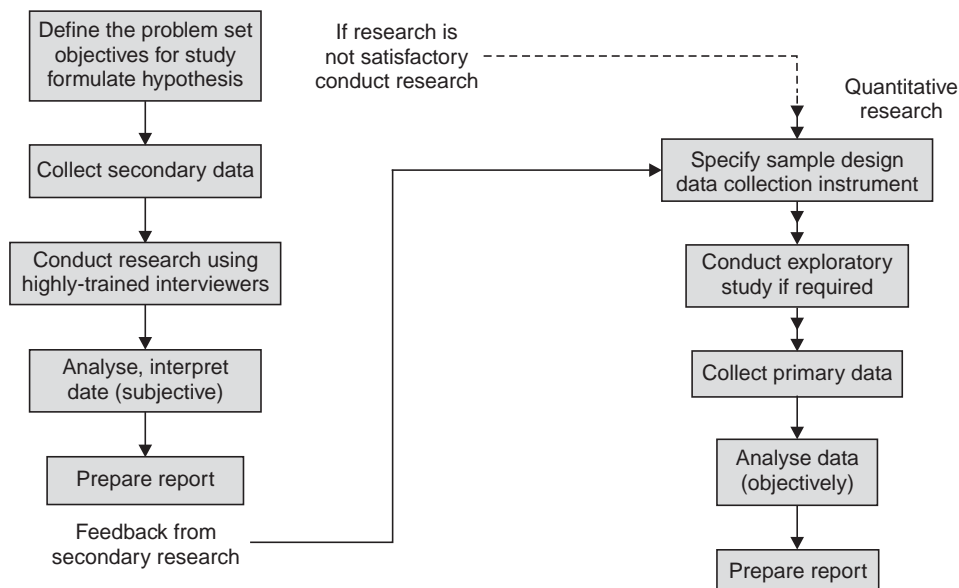 Define the problem set
objectives for study
formulate hypothesis
Collect secondary data
Conduct research using
highly-trained interviewers
Analyse, interpret
date (subjective)
Prepare report
Feedback from
secondary research
If research is
not satisfactory
conduct research
Quantitative
research
Specify sample design
data collection instrument
Conduct exploratory
study if required
Collect primary data
Analyse data
(objectively)
Prepare report